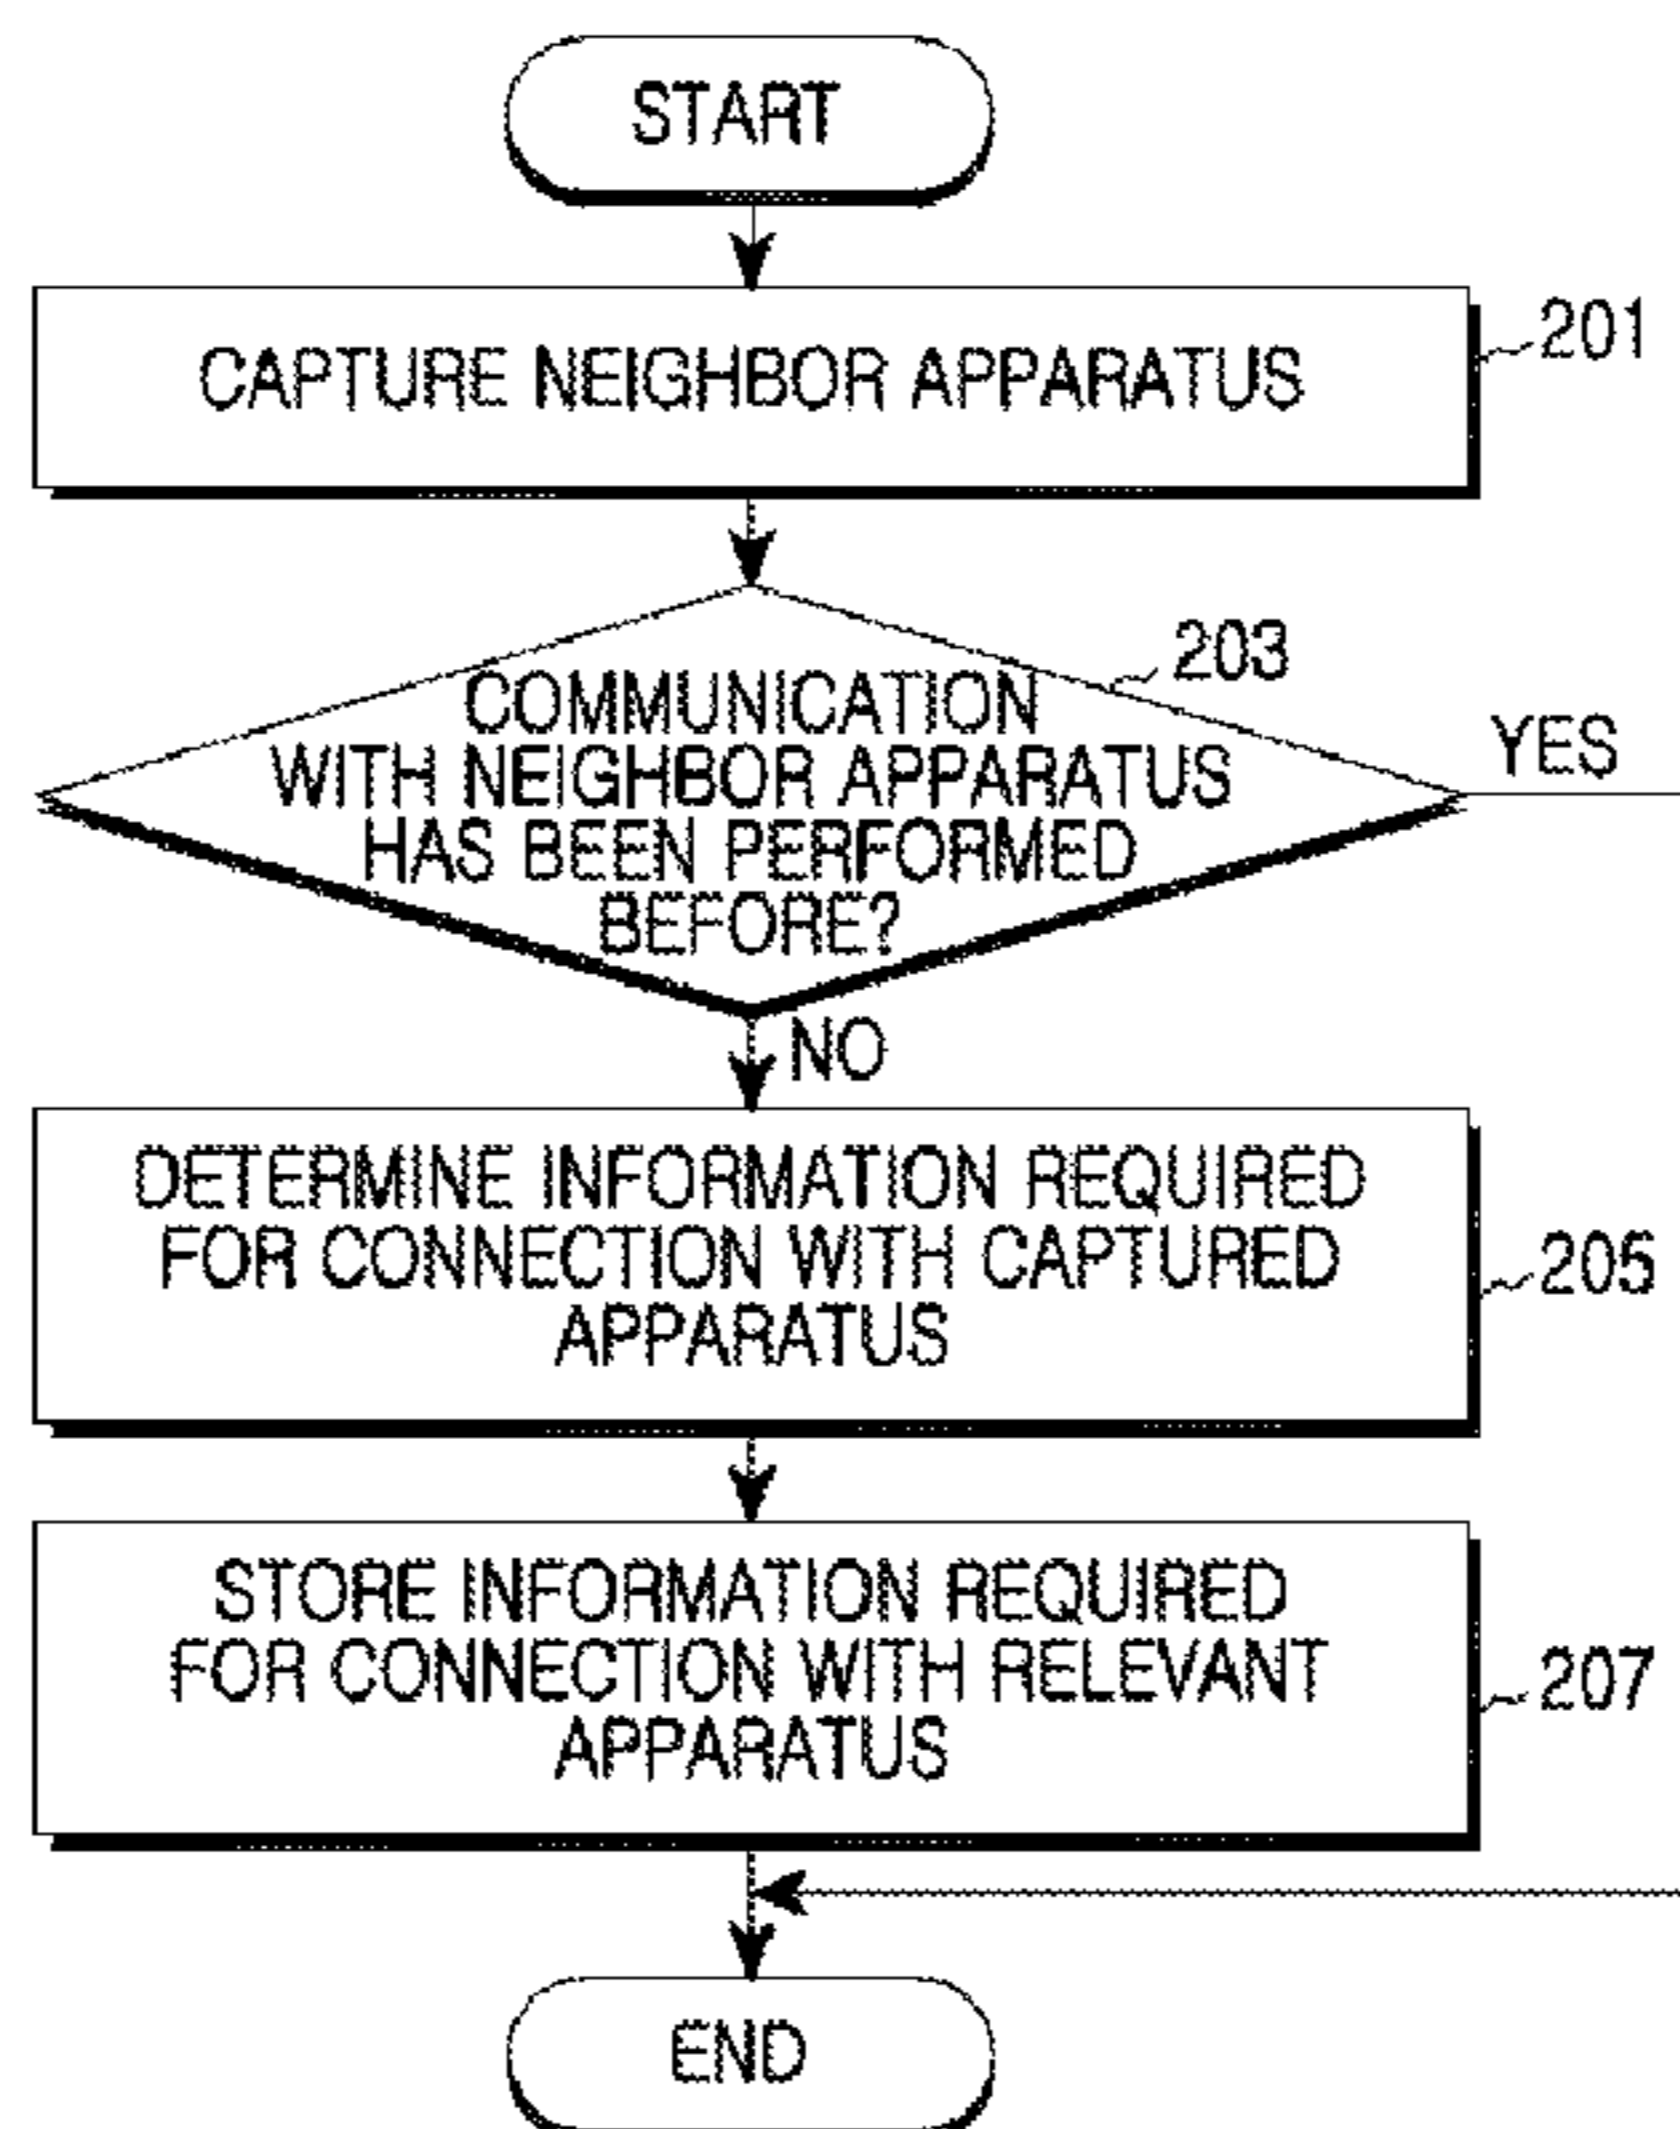 START
CAPTURE NEIGHBOR APPARATUS
201
203
COMMUNICATION
WITH NEIGHBOR APPARATUS
HAS BEEN PERFORMED
BEFORE?
YES
NO
DETERMINE INFORMATION REQUIRED
FOR CONNECTION WITH CAPTURED
APPARATUS
205
STORE INFORMATION REQUIRED
FOR CONNECTION WITH RELEVANT
APPARATUS
207
END